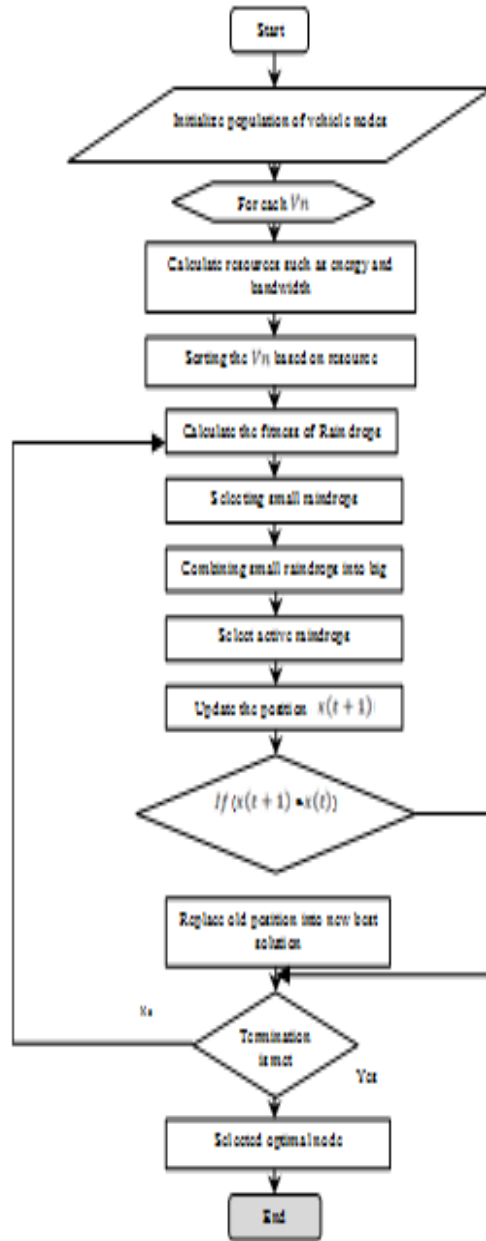 Start
Initialize population of vehicle nodes
For each Vn
Calculate resources such as energy and
bandwidth
Sorting the Vn based on resource
Calculate the fitness of Raindrops
Selecting small raindrops
Combining small raindrops into big
Select active raindrops
Update the position x(t + 1)
If (x(t + 1) x(t))
Replace old position into new best
solution
No
Termination
is met
Yes
Selected optimal node
End